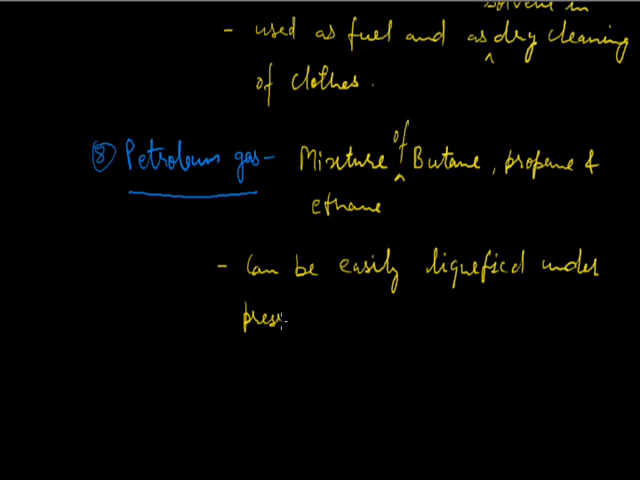 solvent in
- used as fuel and as ^ dry cleaning
of clothes.
⑧ Petroleum gas - Mixture of ^ Butane, propane &
ethane
- Can be easily liquefied under
press